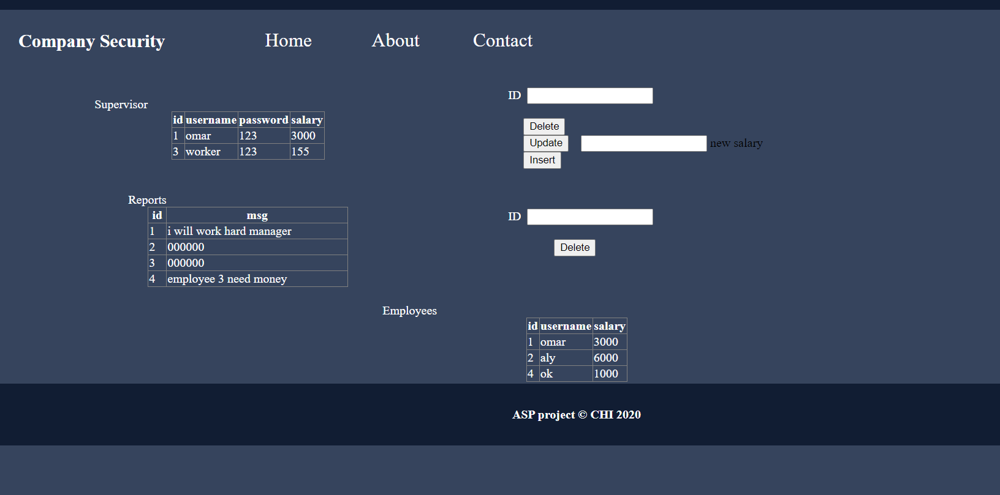 Company Security Home About Contact
ID
Supervisor
id username password salary
1 omar 123 3000
3 worker 123 155
Delete
Update new salary
Insert
Reports
id msg
1 i will work hard manager
2 000000
3 000000
4 employee 3 need money
ID
Delete
Employees
id username salary
1 omar 3000
2 aly 6000
4 ok 1000
ASP project © CHI 2020